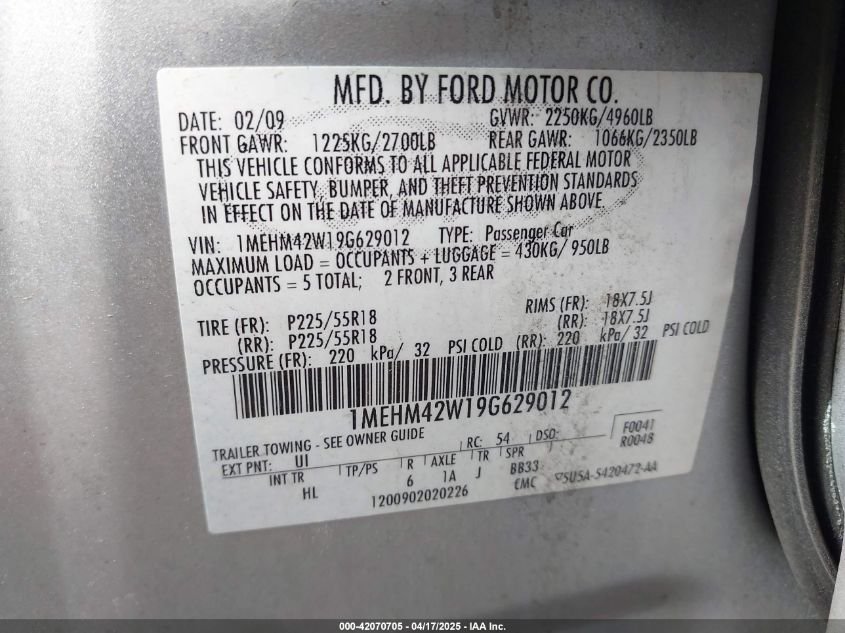 MFD. BY FORD MOTOR CO.
DATE: 02/09 GVWR: 2250KG/4960LB
FRONT GAWR: 1225KG/2700LB REAR GAWR: 1066KG/2350LB
THIS VEHICLE CONFORMS TO ALL APPLICABLE FEDERAL MOTOR
VEHICLE SAFETY, BUMPER, AND THEFT PREVENTION STANDARDS
IN EFFECT ON THE DATE OF MANUFACTURE SHOWN ABOVE
VIN: 1MEHM42W19G629012 TYPE: Passenger Car
MAXIMUM LOAD = OCCUPANTS + LUGGAGE = 430KG/ 950LB
OCCUPANTS = 5 TOTAL; 2 FRONT, 3 REAR
TIRE (FR): P225/55R18 RIMS (FR): 18X7.5J
(RR): P225/55R18 (RR): 18X7.5J
PRESSURE (FR): 220 kPa/ 32 PSI COLD (RR): 220 kPa/ 32 PSI COLD
1MEHM42W19G629012
TRAILER TOWING - SEE OWNER GUIDE RC: 54 DSO: F0041
R0048
EXT PNT: UI
INT TR TP/PS R AXLE TR SPR
HL 6 1A J BB33
1200902020226 CMC 5U5A-5420472-AA
000-42070705 - 04/17/2025 - IAA Inc.